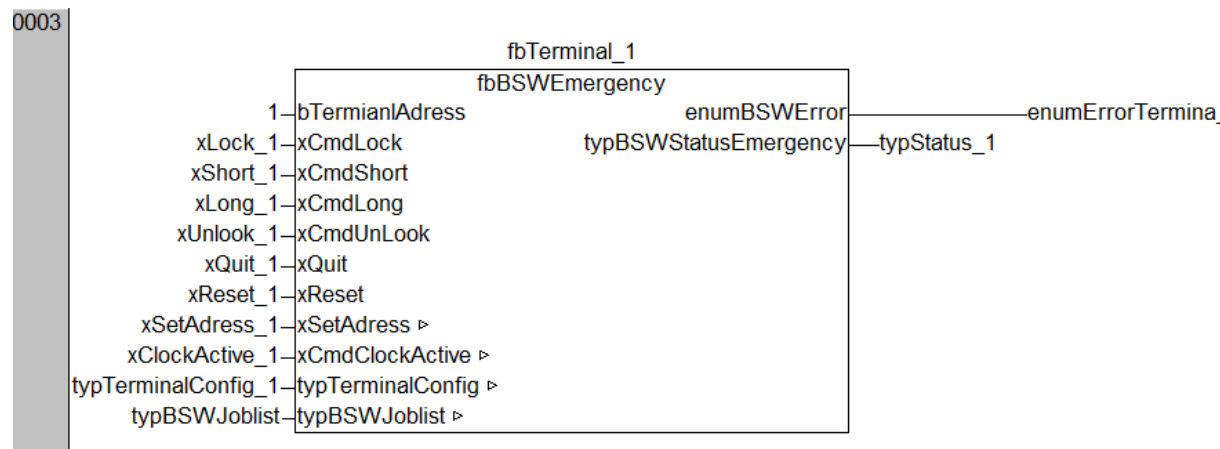 0003
fbTerminal_1
fbBSWEmergency
1 bTermianlAdress enumBSWError enumErrorTermina_
xLock_1 xCmdLock typBSWStatusEmergency typStatus_1
xShort_1 xCmdShort
xLong_1 xCmdLong
xUnlook_1 xCmdUnLook
xQuit_1 xQuit
xReset_1 xReset
xSetAdress_1 xSetAdress
xClockActive_1 xCmdClockActive
typTerminalConfig_1 typTerminalConfig
typBSWJoblist typBSWJoblist